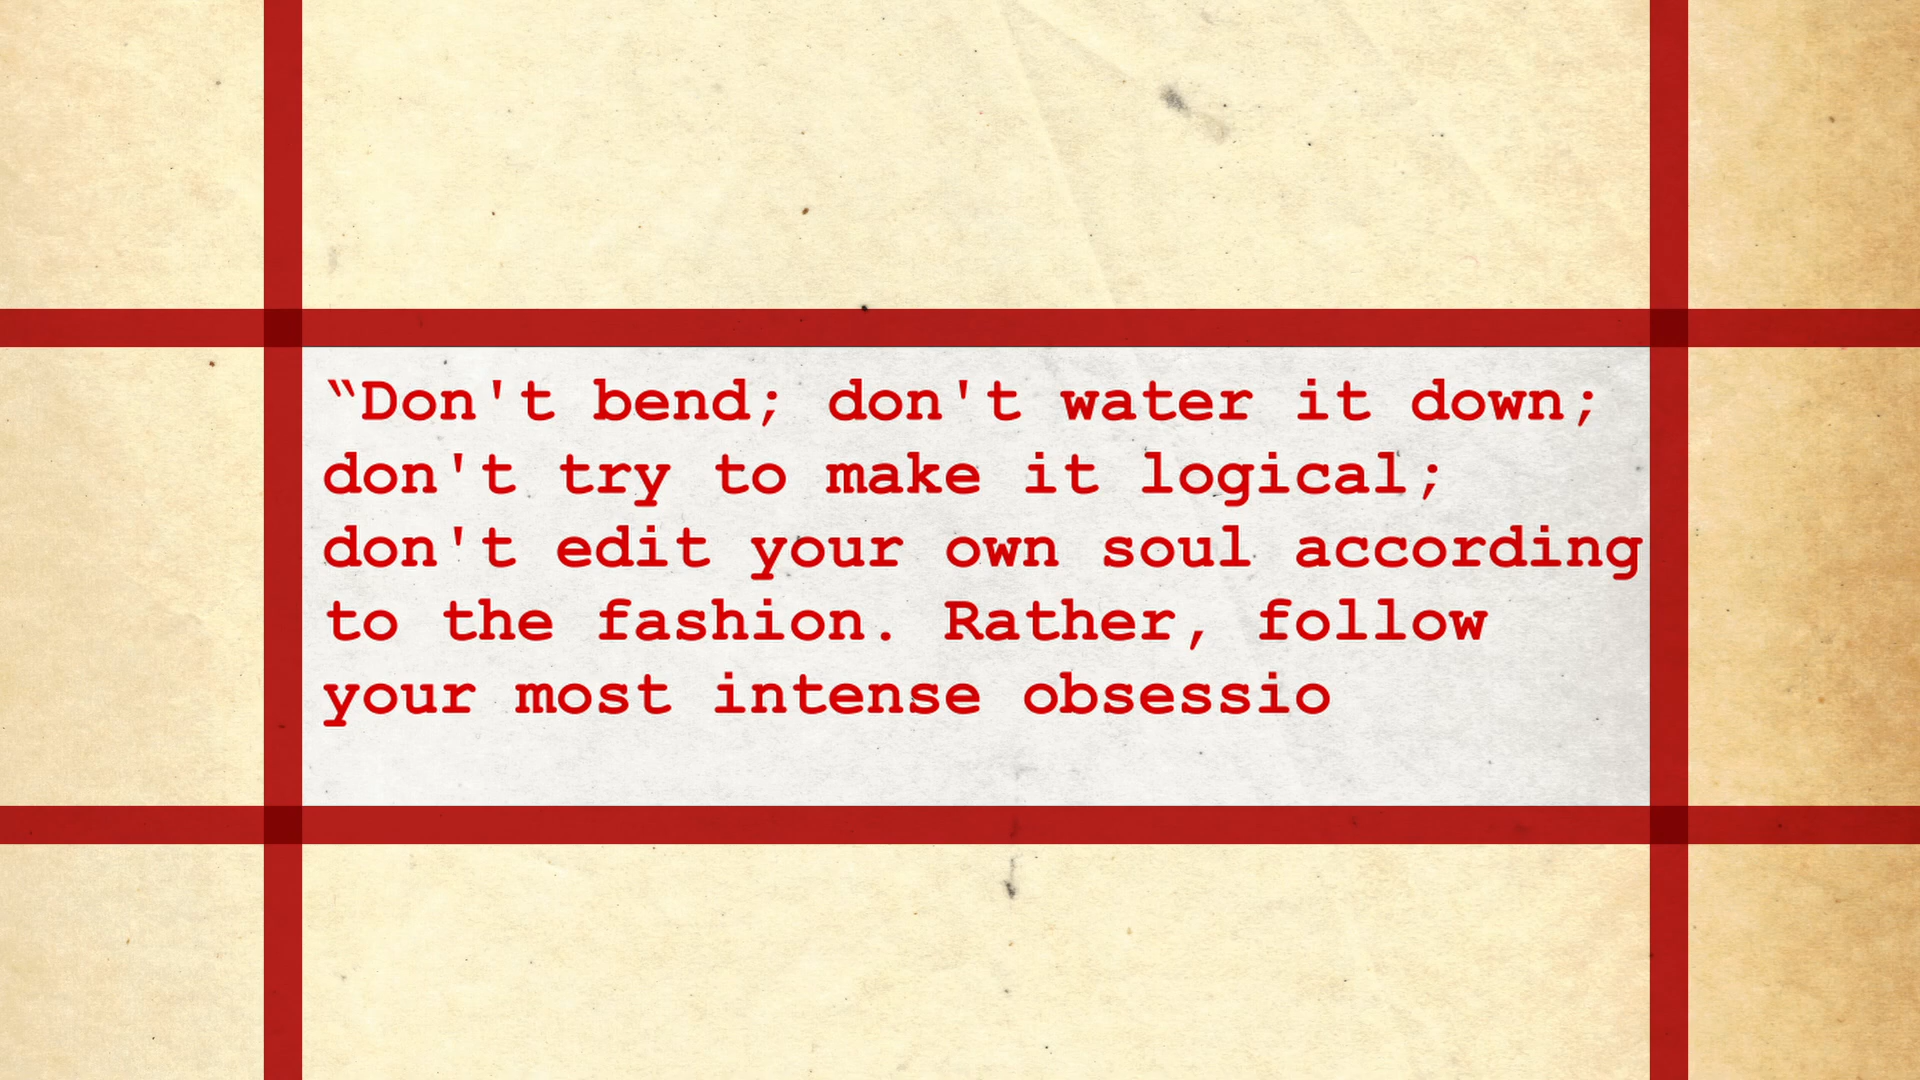 “Don't bend; don't water it down;
don't try to make it logical;
don't edit your own soul according
to the fashion. Rather, follow
your most intense obsessio